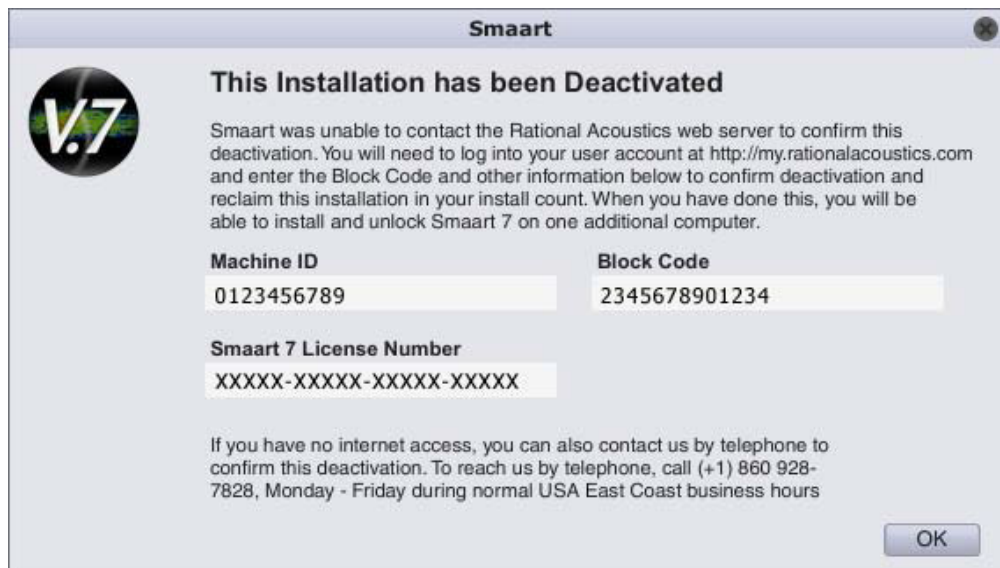 Smaart
V.7
This Installation has been Deactivated
Smaart was unable to contact the Rational Acoustics web server to confirm this
deactivation. You will need to log into your user account at http://my.rationalacoustics.com
and enter the Block Code and other information below to confirm deactivation and
reclaim this installation in your install count. When you have done this, you will be
able to install and unlock Smaart 7 on one additional computer.
Machine ID
Block Code
0123456789
2345678901234
Smaart 7 License Number
XXXXX-XXXXX-XXXXX-XXXXX
If you have no internet access, you can also contact us by telephone to
confirm this deactivation. To reach us by telephone, call (+1) 860 928-
7828, Monday - Friday during normal USA East Coast business hours
OK